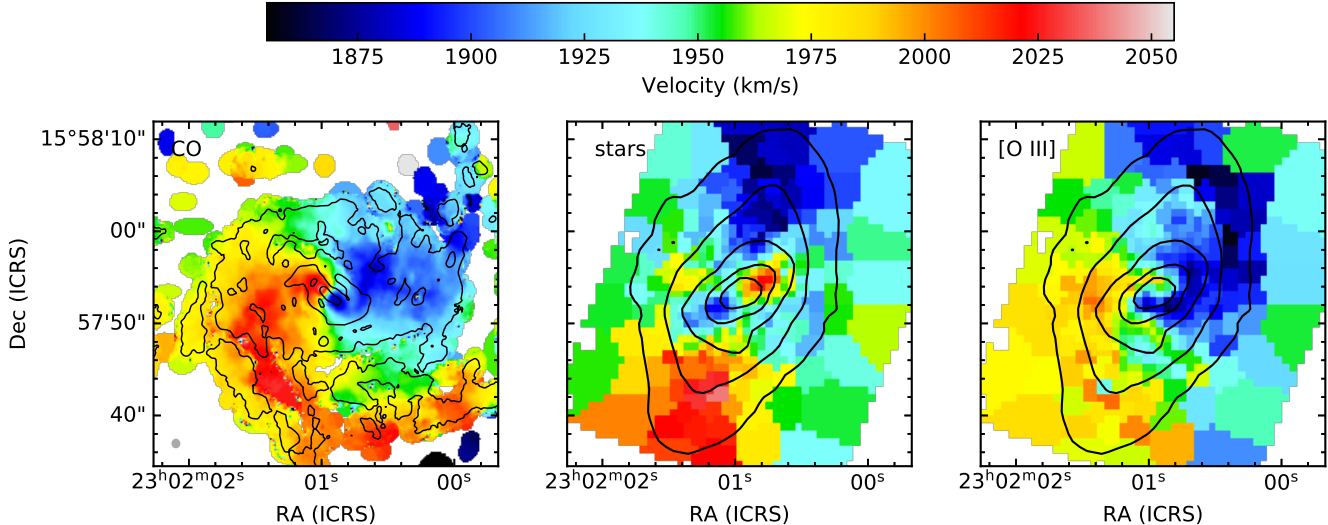 1875 1900 1925 1950 1975 2000 2025 2050
Velocity (km/s)
CO
stars
[O III]
15°58'10"
00"
57'50"
40"
Dec (ICRS)
23ʰ02ᵐ02ˢ 01ˢ 00ˢ
23ʰ02ᵐ02ˢ 01ˢ 00ˢ
23ʰ02ᵐ02ˢ 01ˢ 00ˢ
RA (ICRS)
RA (ICRS)
RA (ICRS)